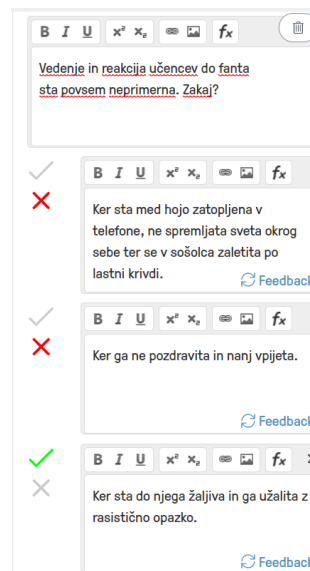 B I U x² x₂ fx
Vedenje in reakcija učencev do fanta
sta povsem neprimerna. Zakaj?
B I U x² x₂ fx
Ker sta med hojo zatopljena v
telefone, ne spremljata sveta okrog
sebe ter se v sošolca zaletita po
lastni krivdi.
Feedback
B I U x² x₂ fx
Ker ga ne pozdravita in nanj vpijeta.
Feedback
B I U x² x₂ fx
Ker sta do njega žaljiva in ga užalita z
rasistično opazko.
Feedback